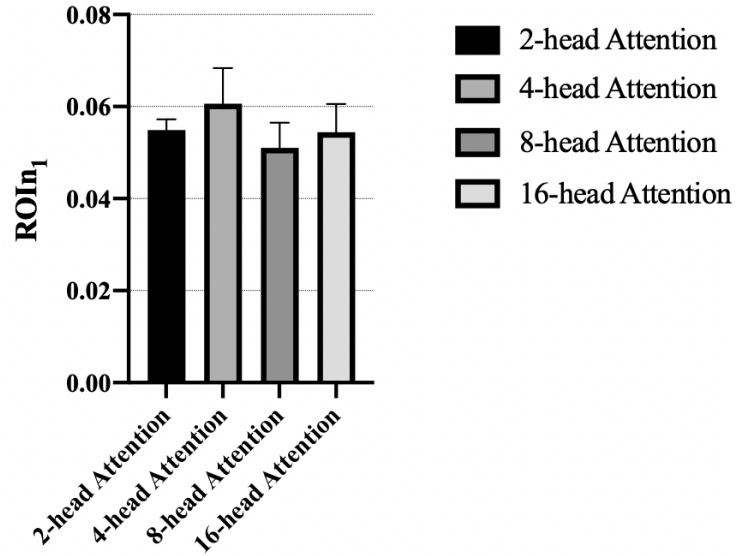 0.08
0.06
0.04
0.02
0.00
ROIn₁
2-head Attention
4-head Attention
8-head Attention
16-head Attention
2-head Attention
4-head Attention
8-head Attention
16-head Attention